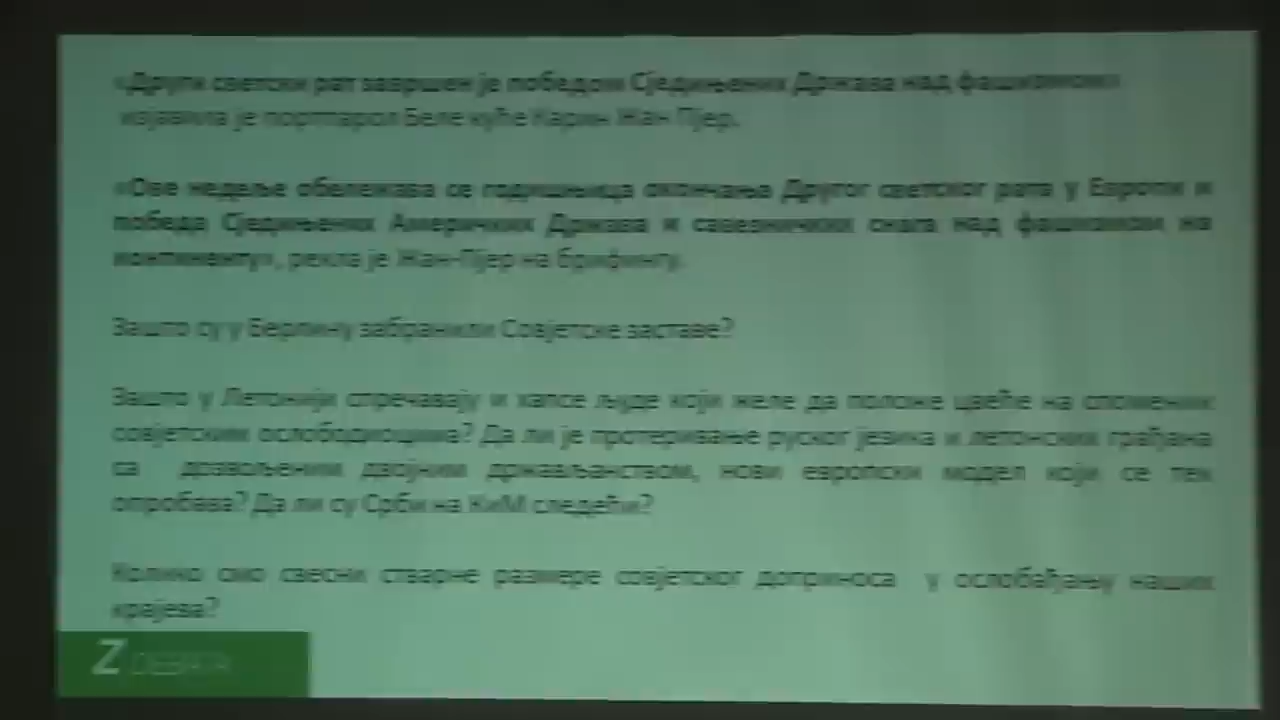 «Други светски рат завршен је победом Сједињених Држава над фашизмом»
изјавила је портпарол Беле куће Карин Жан Пјер.
«Ове недеље обележава се годишњица окончања Другог светског рата у Европи и
победа Сједињених Америчких Држава и савезничких снага над фашизмом на
континенту», рекла је Жан-Пјер на брифингу.
Зашто су у Берлину забранили Совјетске заставе?
Зашто у Летонији спречавају и хапсе људе који желе да положе цвеће на споменик
совјетским ослободиоцима? Да ли је протеривање руског језика и летонских грађана
са дозвољеним двојним држављанством, нови европски модел који се тек
опробава? Да ли су Срби на КиМ следећи?
Колико смо свесни стварне размере совјетског доприноса у ослобађању наших
крајева?
Z DEBATA